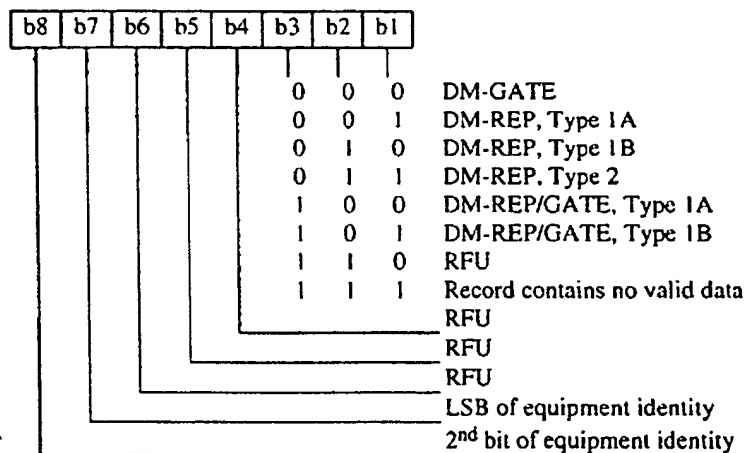 b8 b7 b6 b5 b4 b3 b2 b1
0 0 0 DM-GATE
0 0 1 DM-REP, Type 1A
0 1 0 DM-REP, Type 1B
0 1 1 DM-REP, Type 2
1 0 0 DM-REP/GATE, Type 1A
1 0 1 DM-REP/GATE, Type 1B
1 1 0 RFU
1 1 1 Record contains no valid data
RFU
RFU
RFU
LSB of equipment identity
2nd bit of equipment identity